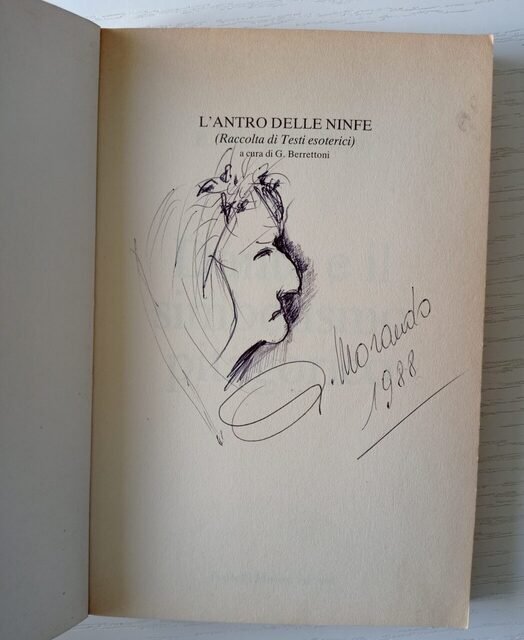 L'ANTRO DELLE NINFE
(Raccolta di Testi esoterici)
a cura di G. Berrettoni
G. Morando
1988